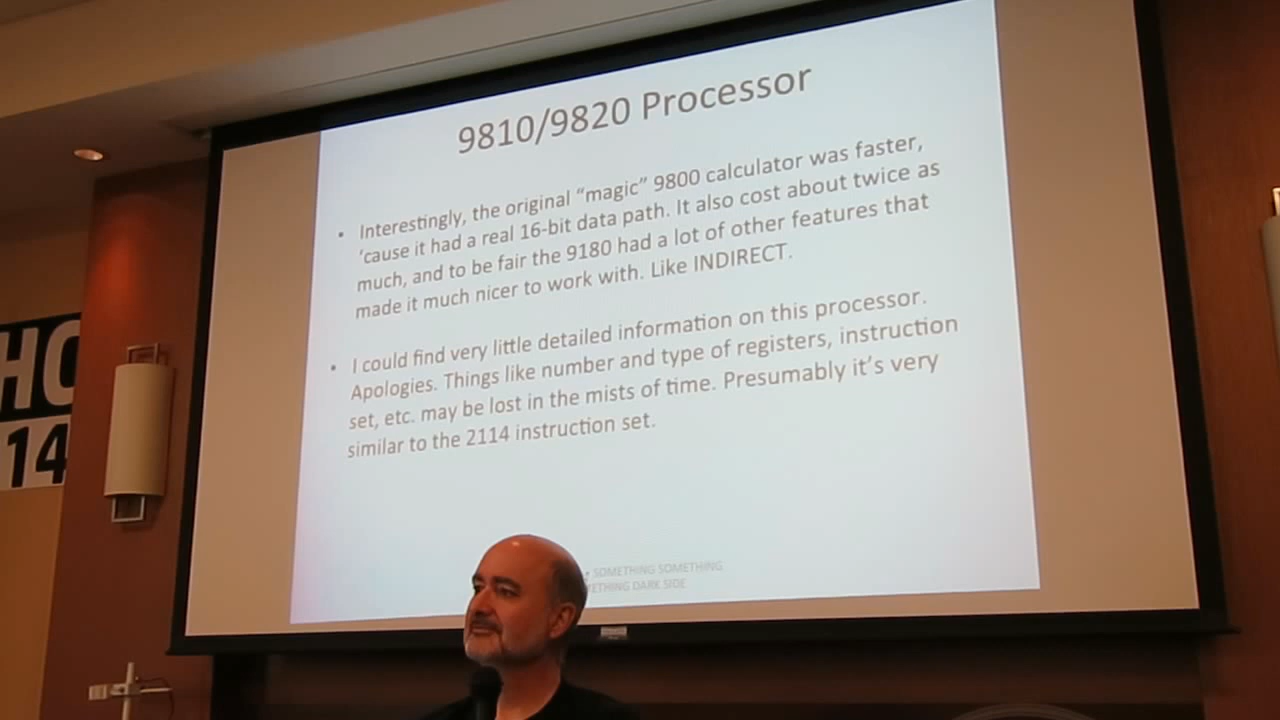 9810/9820 Processor
• Interestingly, the original “magic” 9800 calculator was faster,
‘cause it had a real 16-bit data path. It also cost about twice as
much, and to be fair the 9180 had a lot of other features that
made it much nicer to work with. Like INDIRECT.
• I could find very little detailed information on this processor.
Apologies. Things like number and type of registers, instruction
set, etc. may be lost in the mists of time. Presumably it’s very
similar to the 2114 instruction set.
SOMETHING SOMETHING
DARK SIDE
HO
14